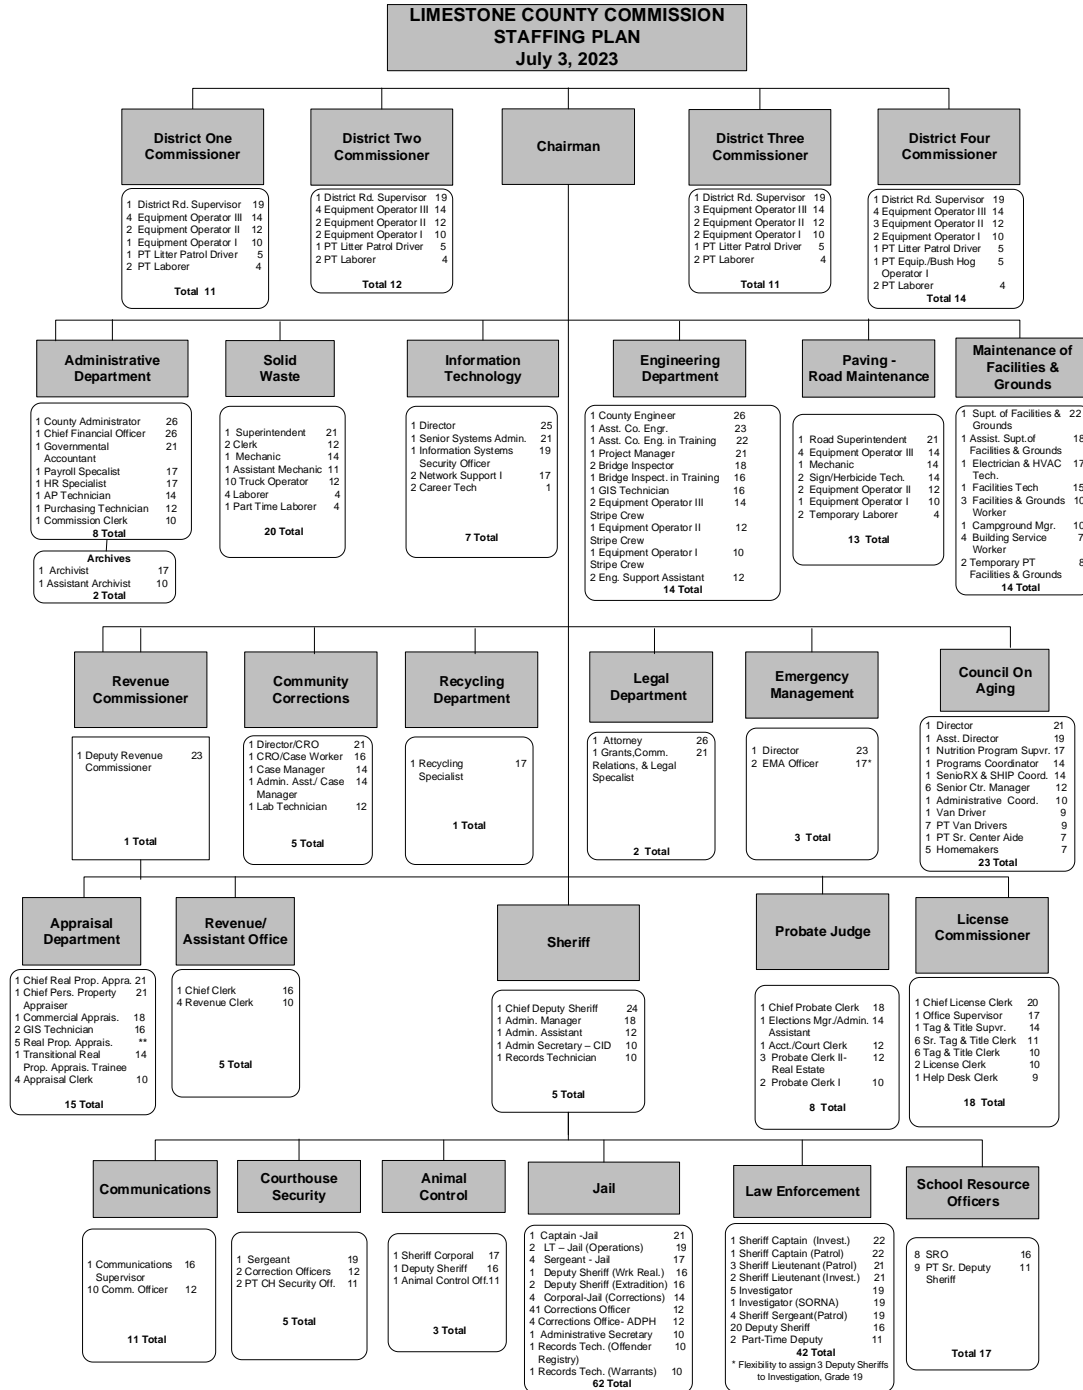 LIMESTONE COUNTY COMMISSION
STAFFING PLAN
July 3, 2023
District One
Commissioner
1 District Rd. Supervisor 19
4 Equipment Operator III 14
2 Equipment Operator II 12
1 Equipment Operator I 10
1 PT Litter Patrol Driver 5
2 PT Laborer 4
Total 11
District Two
Commissioner
1 District Rd. Supervisor 19
4 Equipment Operator III 14
2 Equipment Operator II 12
2 Equipment Operator I 10
1 PT Litter Patrol Driver 5
2 PT Laborer 4
Total 12
Chairman
District Three
Commissioner
1 District Rd. Supervisor 19
3 Equipment Operator III 14
2 Equipment Operator II 12
2 Equipment Operator I 10
1 PT Litter Patrol Driver 5
2 PT Laborer 4
Total 11
District Four
Commissioner
1 District Rd. Supervisor 19
4 Equipment Operator III 14
3 Equipment Operator II 12
2 Equipment Operator I 10
1 PT Litter Patrol Driver 5
1 PT Equip./Bush Hog 5
Operator I
2 PT Laborer 4
Total 14
Administrative
Department
1 County Administrator 26
1 Chief Financial Officer 26
1 Governmental 21
Accountant
1 Payroll Specalist 17
1 HR Specialist 17
1 AP Technician 14
1 Purchasing Technician 12
1 Commission Clerk 10
8 Total
Archives
1 Archivist 17
1 Assistant Archivist 10
2 Total
Solid
Waste
1 Superintendent 21
2 Clerk 12
1 Mechanic 14
1 Assistant Mechanic 11
10 Truck Operator 12
4 Laborer 4
1 Part Time Laborer 4
20 Total
Information
Technology
1 Director 25
1 Senior Systems Admin. 21
1 Information Systems 19
Security Officer
2 Network Support I 17
2 Career Tech 1
7 Total
Engineering
Department
1 County Engineer 26
1 Asst. Co. Engr. 23
1 Asst. Co. Eng. in Training 22
1 Project Manager 21
2 Bridge Inspector 18
1 Bridge Inspect. in Training 16
1 GIS Technician 16
2 Equipment Operator III 14
Stripe Crew
1 Equipment Operator II 12
Stripe Crew
1 Equipment Operator I 10
Stripe Crew
2 Eng. Support Assistant 12
14 Total
Paving -
Road Maintenance
1 Road Superintendent 21
4 Equipment Operator III 14
1 Mechanic 14
2 Sign/Herbicide Tech. 14
2 Equipment Operator II 12
1 Equipment Operator I 10
2 Temporary Laborer 4
13 Total
Maintenance of
Facilities &
Grounds
1 Supt. of Facilities & 22
Grounds
1 Assist. Supt.of 18
Facilities & Grounds
1 Electrician & HVAC 17
Tech.
1 Facilities Tech 15
3 Facilities & Grounds 10
Worker
1 Campground Mgr. 10
4 Building Service 7
Worker
2 Temporary PT 8
Facilities & Grounds
14 Total
Revenue
Commissioner
1 Deputy Revenue 23
Commissioner
1 Total
Community
Corrections
1 Director/CRO 21
1 CRO/Case Worker 16
1 Case Manager 14
1 Admin. Asst./ Case 14
Manager
1 Lab Technician 12
5 Total
Recycling
Department
1 Recycling 17
Specialist
1 Total
Legal
Department
1 Attorney 26
1 Grants,Comm. 21
Relations, & Legal
Specalist
2 Total
Emergency
Management
1 Director 23
2 EMA Officer 17*
3 Total
Council On
Aging
1 Director 21
1 Asst. Director 19
1 Nutrition Program Supvr. 17
1 Programs Coordinator 14
1 SenioRX & SHIP Coord. 14
6 Senior Ctr. Manager 12
1 Administrative Coord. 10
1 Van Driver 9
7 PT Van Drivers 9
1 PT Sr. Center Aide 7
5 Homemakers 7
23 Total
Appraisal
Department
1 Chief Real Prop. Appra. 21
1 Chief Pers. Property 21
Appraiser
1 Commercial Apprais. 18
2 GIS Technician 16
5 Real Prop. Apprais. **
1 Transitional Real 14
Prop. Apprais. Trainee
4 Appraisal Clerk 10
15 Total
Revenue/
Assistant Office
1 Chief Clerk 16
4 Revenue Clerk 10
5 Total
Sheriff
1 Chief Deputy Sheriff 24
1 Admin. Manager 18
1 Admin. Assistant 12
1 Admin Secretary – CID 10
1 Records Technician 10
5 Total
Probate Judge
1 Chief Probate Clerk 18
1 Elections Mgr./Admin. 14
Assistant
1 Acct./Court Clerk 12
3 Probate Clerk II- 12
Real Estate
2 Probate Clerk I 10
8 Total
License
Commissioner
1 Chief License Clerk 20
1 Office Supervisor 17
1 Tag & Title Supvr. 14
6 Sr. Tag & Title Clerk 11
6 Tag & Title Clerk 10
2 License Clerk 10
1 Help Desk Clerk 9
18 Total
Communications
1 Communications 16
Supervisor
10 Comm. Officer 12
11 Total
Courthouse
Security
1 Sergeant 19
2 Correction Officers 12
2 PT CH Security Off. 11
5 Total
Animal
Control
1 Sheriff Corporal 17
1 Deputy Sheriff 16
1 Animal Control Off. 11
3 Total
Jail
1 Captain -Jail 21
2 LT – Jail (Operations) 19
4 Sergeant - Jail 17
1 Deputy Sheriff (Wrk Real.) 16
2 Deputy Sheriff (Extradition) 16
4 Corporal-Jail (Corrections) 14
41 Corrections Officer 12
4 Corrections Office- ADPH 12
1 Administrative Secretary 10
1 Records Tech. (Offender 10
Registry)
1 Records Tech. (Warrants) 10
62 Total
Law Enforcement
1 Sheriff Captain (Invest.) 22
1 Sheriff Captain (Patrol) 22
3 Sheriff Lieutenant (Patrol) 21
2 Sheriff Lieutenant (Invest.) 21
5 Investigator 19
1 Investigator (SORNA) 19
4 Sheriff Sergeant(Patrol) 19
20 Deputy Sheriff 16
2 Part-Time Deputy 11
42 Total
* Flexibility to assign 3 Deputy Sheriffs
to Investigation, Grade 19
School Resource
Officers
8 SRO 16
9 PT Sr. Deputy 11
Sheriff
Total 17